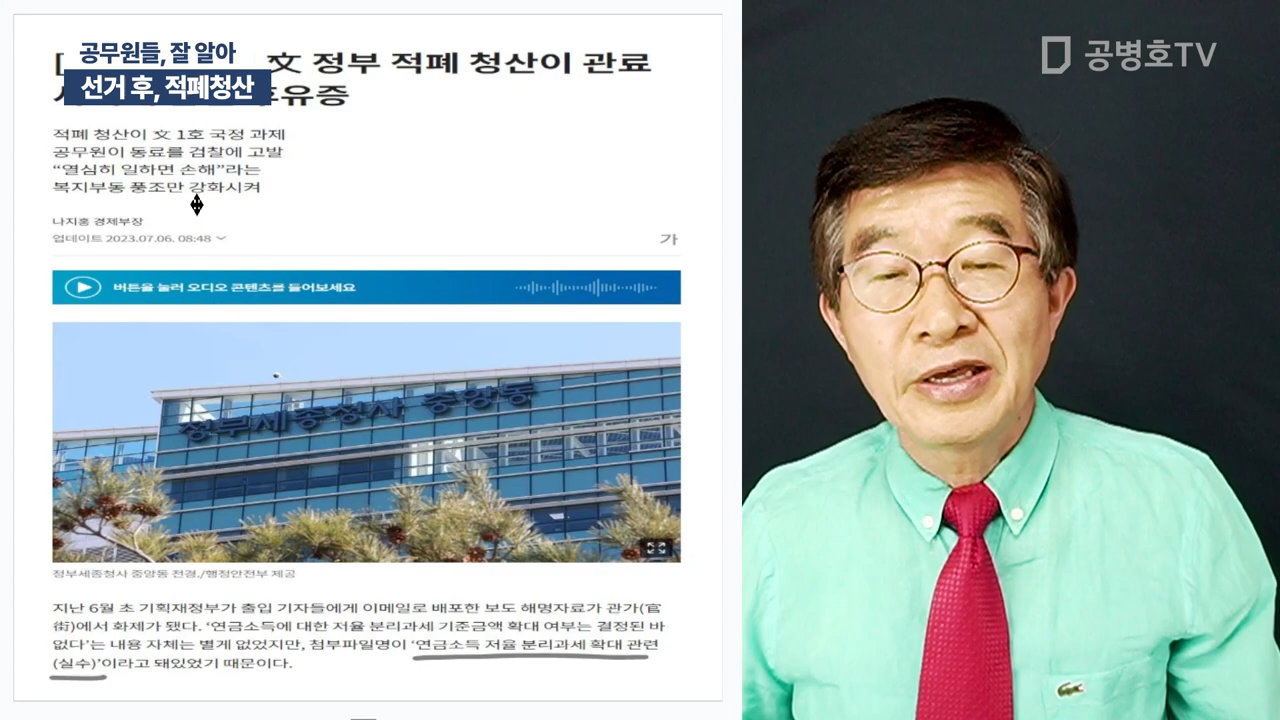 공무원들, 잘 알아
선거 후, 적폐청산
文 정부 적폐 청산이 관료
유증
적폐 청산이 文 1호 국정 과제
공무원이 동료를 검찰에 고발
“열심히 일하면 손해”라는
복지부동 풍조만 강화시켜
나지홍 경제부장
업데이트 2023.07.06. 08:48
가
버튼을 눌러 오디오 콘텐츠를 들어보세요
정부세종청사 중앙동
정부세종청사 중앙동 전경./행정안전부 제공
지난 6월 초 기획재정부가 출입 기자들에게 이메일로 배포한 보도 해명자료가 관가(官
街)에서 화제가 됐다. ‘연금소득에 대한 저율 분리과세 기준금액 확대 여부는 결정된 바
없다’는 내용 자체는 별게 없었지만, 첨부파일명이 ‘연금소득 저율 분리과세 확대 관련
(실수)’이라고 돼있었기 때문이다.
공병호TV